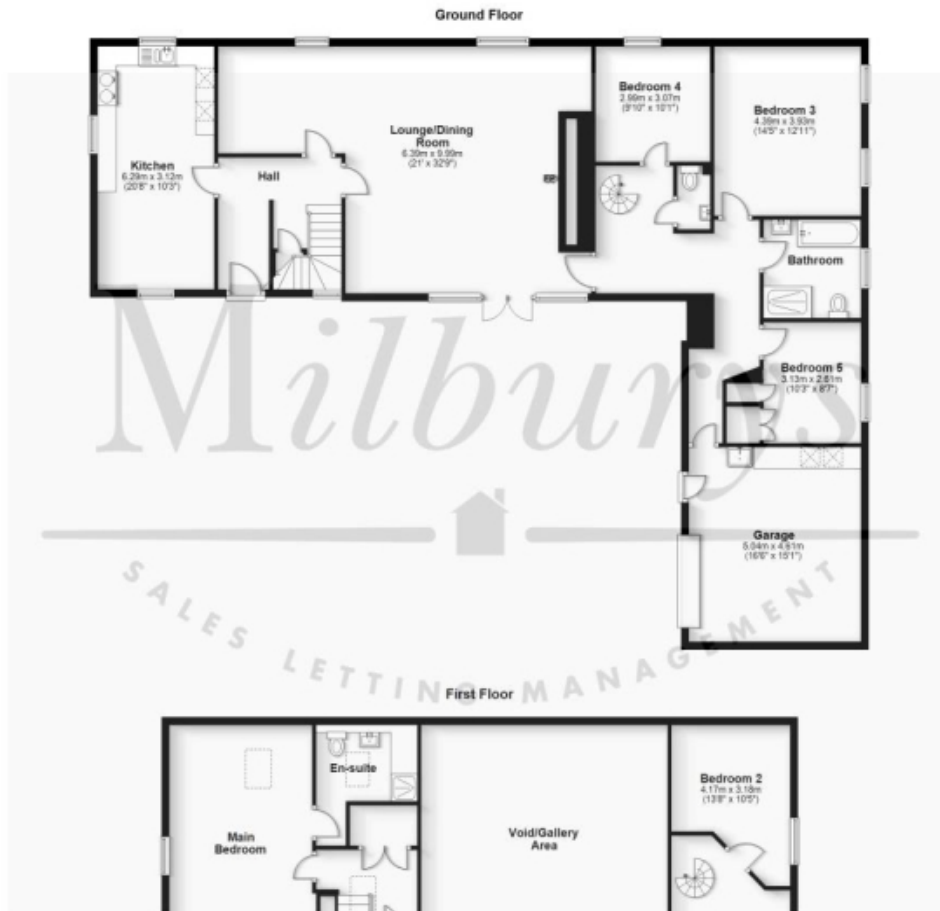 Ground Floor
Bedroom 4
2.99m x 3.07m
(9'10" x 10'1")
Bedroom 3
4.39m x 3.93m
(14'5" x 12'11")
Lounge/Dining
Room
6.39m x 9.99m
(21' x 32'9")
Kitchen
6.29m x 3.12m
(20'8" x 10'3")
Hall
Bathroom
Milburys
Bedroom 5
3.13m x 2.61m
(10'3" x 8'7")
Garage
5.04m x 4.61m
(16'6" x 15'1")
SALES LETTING MANAGEMENT
First Floor
En-suite
Bedroom 2
4.17m x 3.18m
(13'8" x 10'5")
Main
Bedroom
Void/Gallery
Area